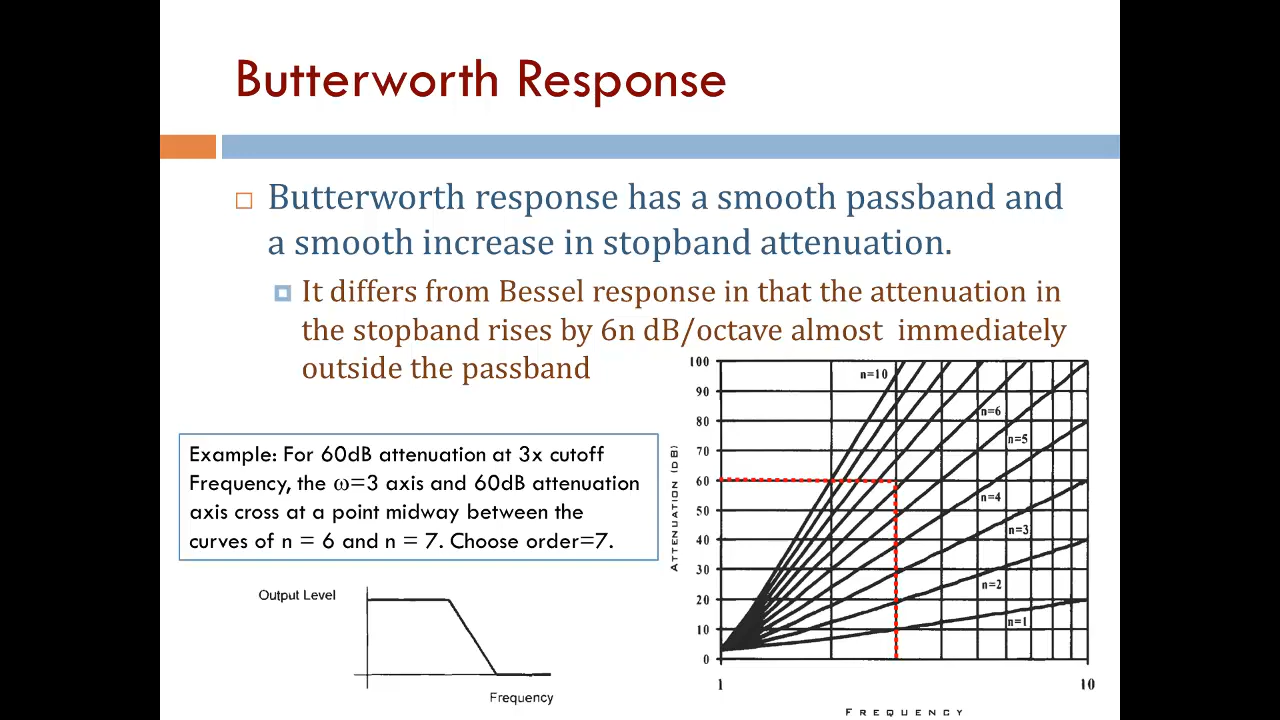 Butterworth Response
Butterworth response has a smooth passband and
a smooth increase in stopband attenuation.
It differs from Bessel response in that the attenuation in
the stopband rises by 6n dB/octave almost immediately
outside the passband
Example: For 60dB attenuation at 3x cutoff
Frequency, the ω=3 axis and 60dB attenuation
axis cross at a point midway between the
curves of n = 6 and n = 7. Choose order=7.
Output Level
Frequency
100
90
80
70
60
50
40
30
20
10
0
ATTENUATION (DB)
n=10
n=6
n=5
n=4
n=3
n=2
n=1
1
10
FREQUENCY